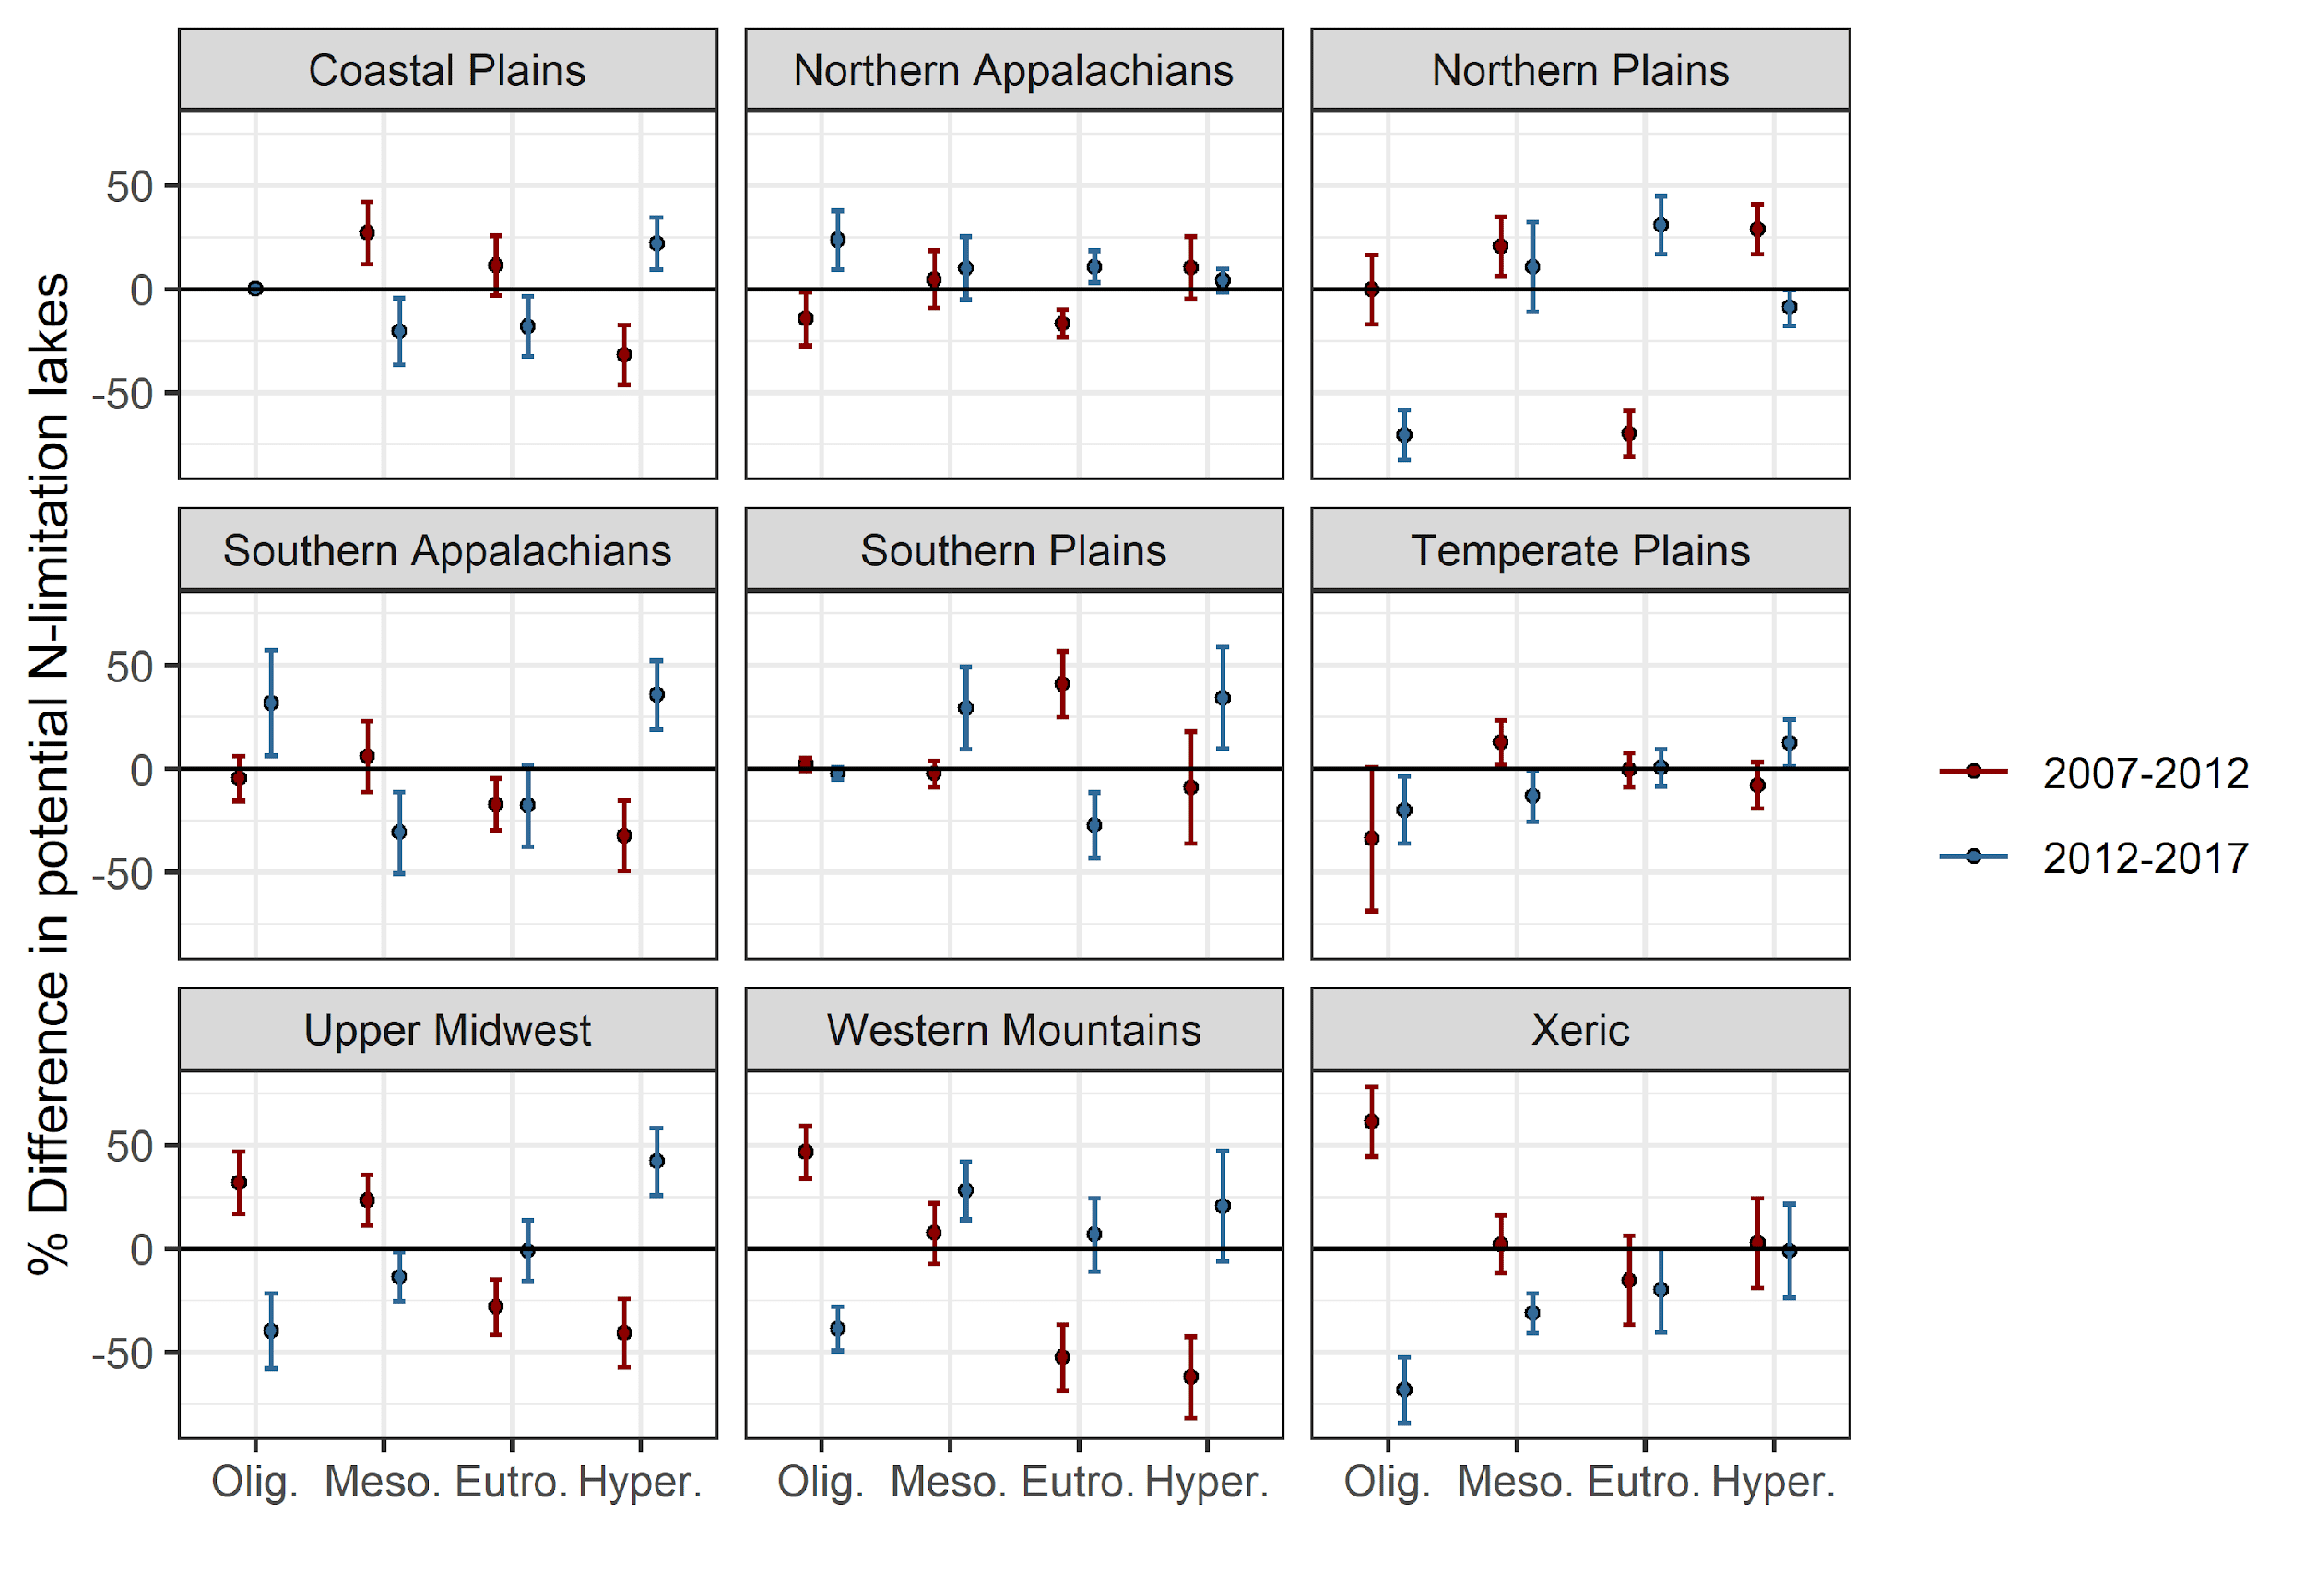 % Difference in potential N-limitation lakes
Coastal Plains
Northern Appalachians
Northern Plains
50
0
-50
Southern Appalachians
Southern Plains
Temperate Plains
50
0
-50
2007-2012
2012-2017
Upper Midwest
Western Mountains
Xeric
50
0
-50
Olig. Meso. Eutro. Hyper.
Olig. Meso. Eutro. Hyper.
Olig. Meso. Eutro. Hyper.